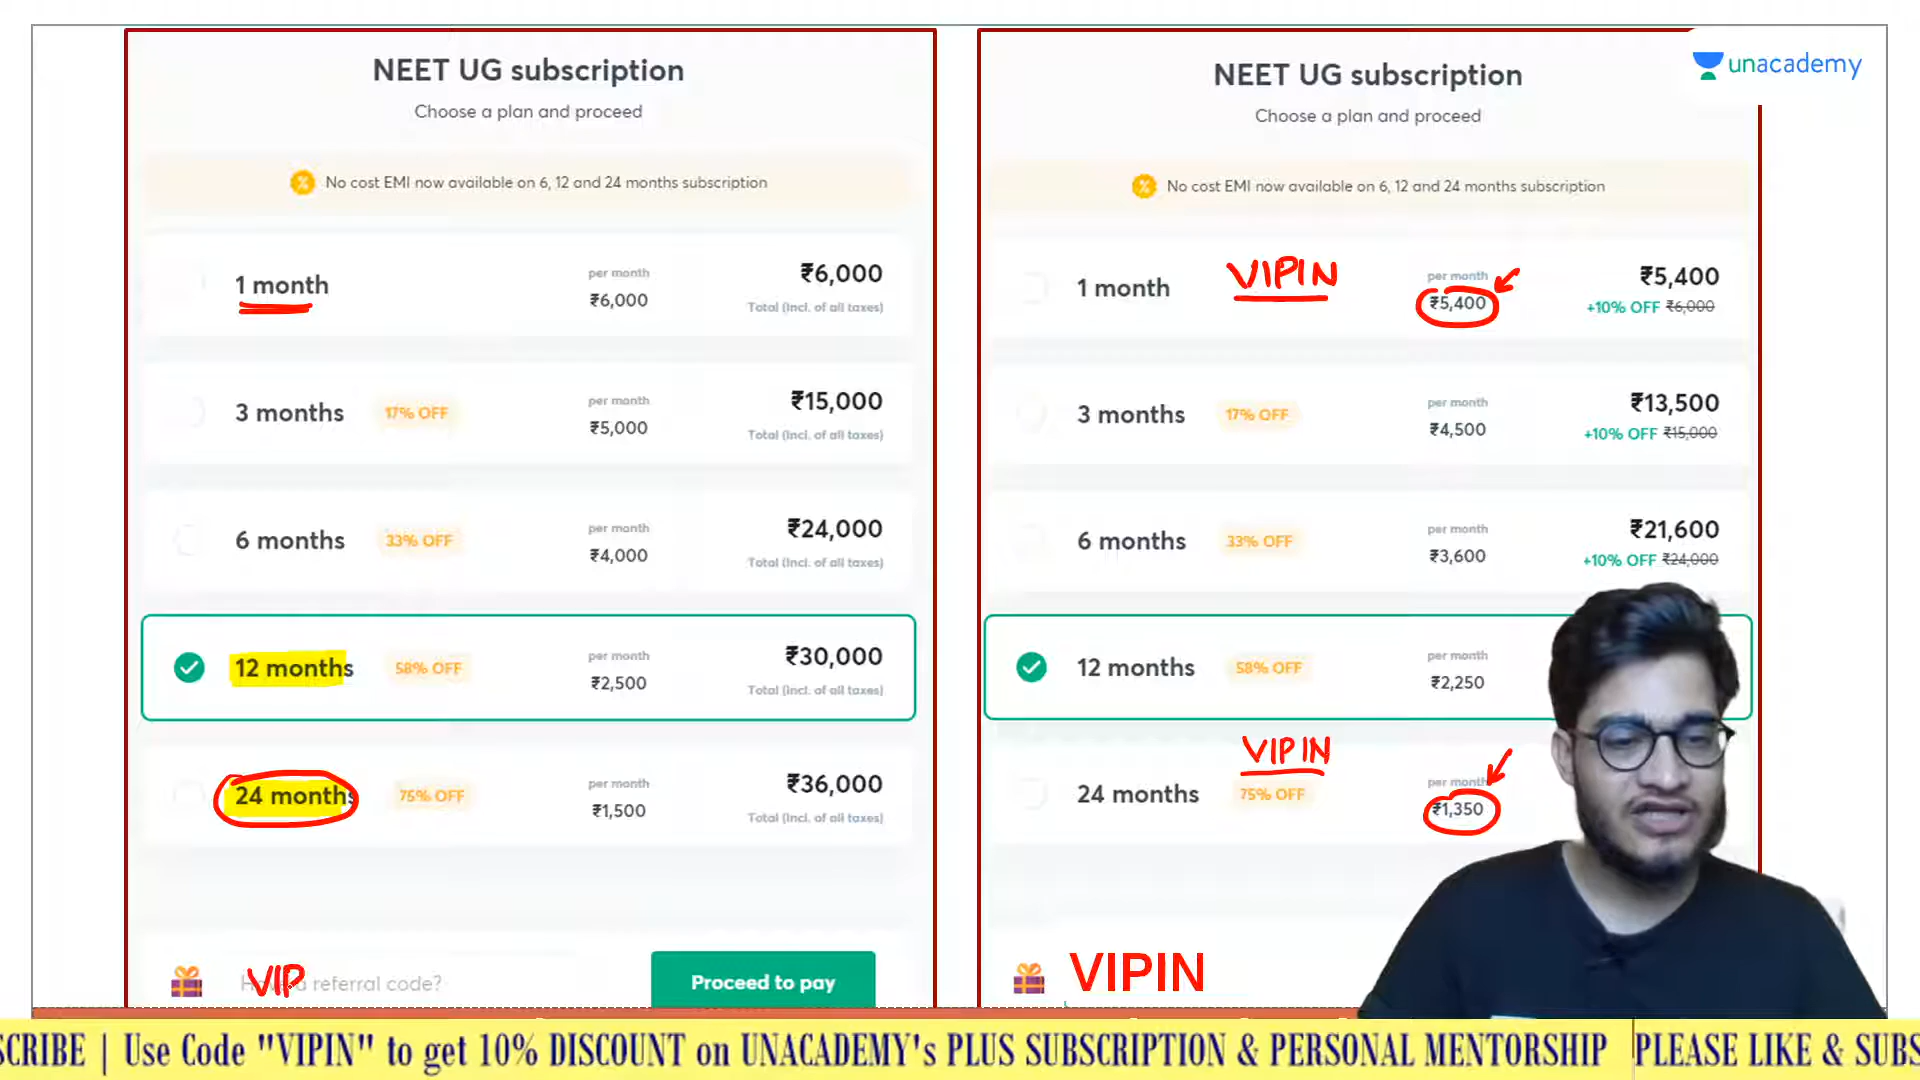 NEET UG subscription
Choose a plan and proceed
No cost EMI now available on 6, 12 and 24 months subscription
1 month
per month
₹6,000
₹6,000
Total (Incl. of all taxes)
3 months
17% OFF
per month
₹5,000
₹15,000
Total (Incl. of all taxes)
6 months
33% OFF
per month
₹4,000
₹24,000
Total (Incl. of all taxes)
12 months
58% OFF
per month
₹2,500
₹30,000
Total (Incl. of all taxes)
24 months
75% OFF
per month
₹1,500
₹36,000
Total (Incl. of all taxes)
VIP
a referral code?
Proceed to pay
unacademy
NEET UG subscription
Choose a plan and proceed
No cost EMI now available on 6, 12 and 24 months subscription
1 month
VIPIN
per month
₹5,400
₹5,400
+10% OFF ₹6,000
3 months
17% OFF
per month
₹4,500
₹13,500
+10% OFF ₹15,000
6 months
33% OFF
per month
₹3,600
₹21,600
+10% OFF ₹24,000
12 months
58% OFF
per month
₹2,250
VIPIN
24 months
75% OFF
per month
₹1,350
VIPIN
SCRIBE | Use Code "VIPIN" to get 10% DISCOUNT on UNACADEMY's PLUS SUBSCRIPTION & PERSONAL MENTORSHIP PLEASE LIKE & SUBS